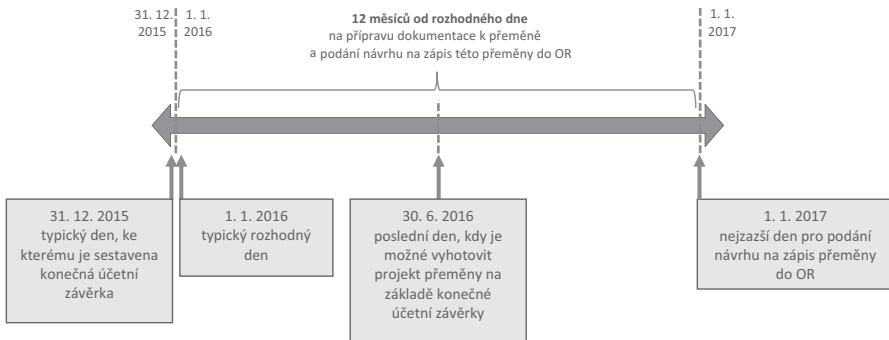 31. 12.
2015
1. 1.
2016
12 měsíců od rozhodného dne
na přípravu dokumentace k přeměně
a podání návrhu na zápis této přeměny do OR
1. 1.
2017
31. 12. 2015
typický den, ke
kterému je sestavena
konečná účetní
závěrka
1. 1. 2016
typický rozhodný
den
30. 6. 2016
poslední den, kdy je
možné vyhotovit
projekt přeměny na
základě konečné
účetní závěrky
1. 1. 2017
nejzazší den pro podání
návrhu na zápis přeměny
do OR